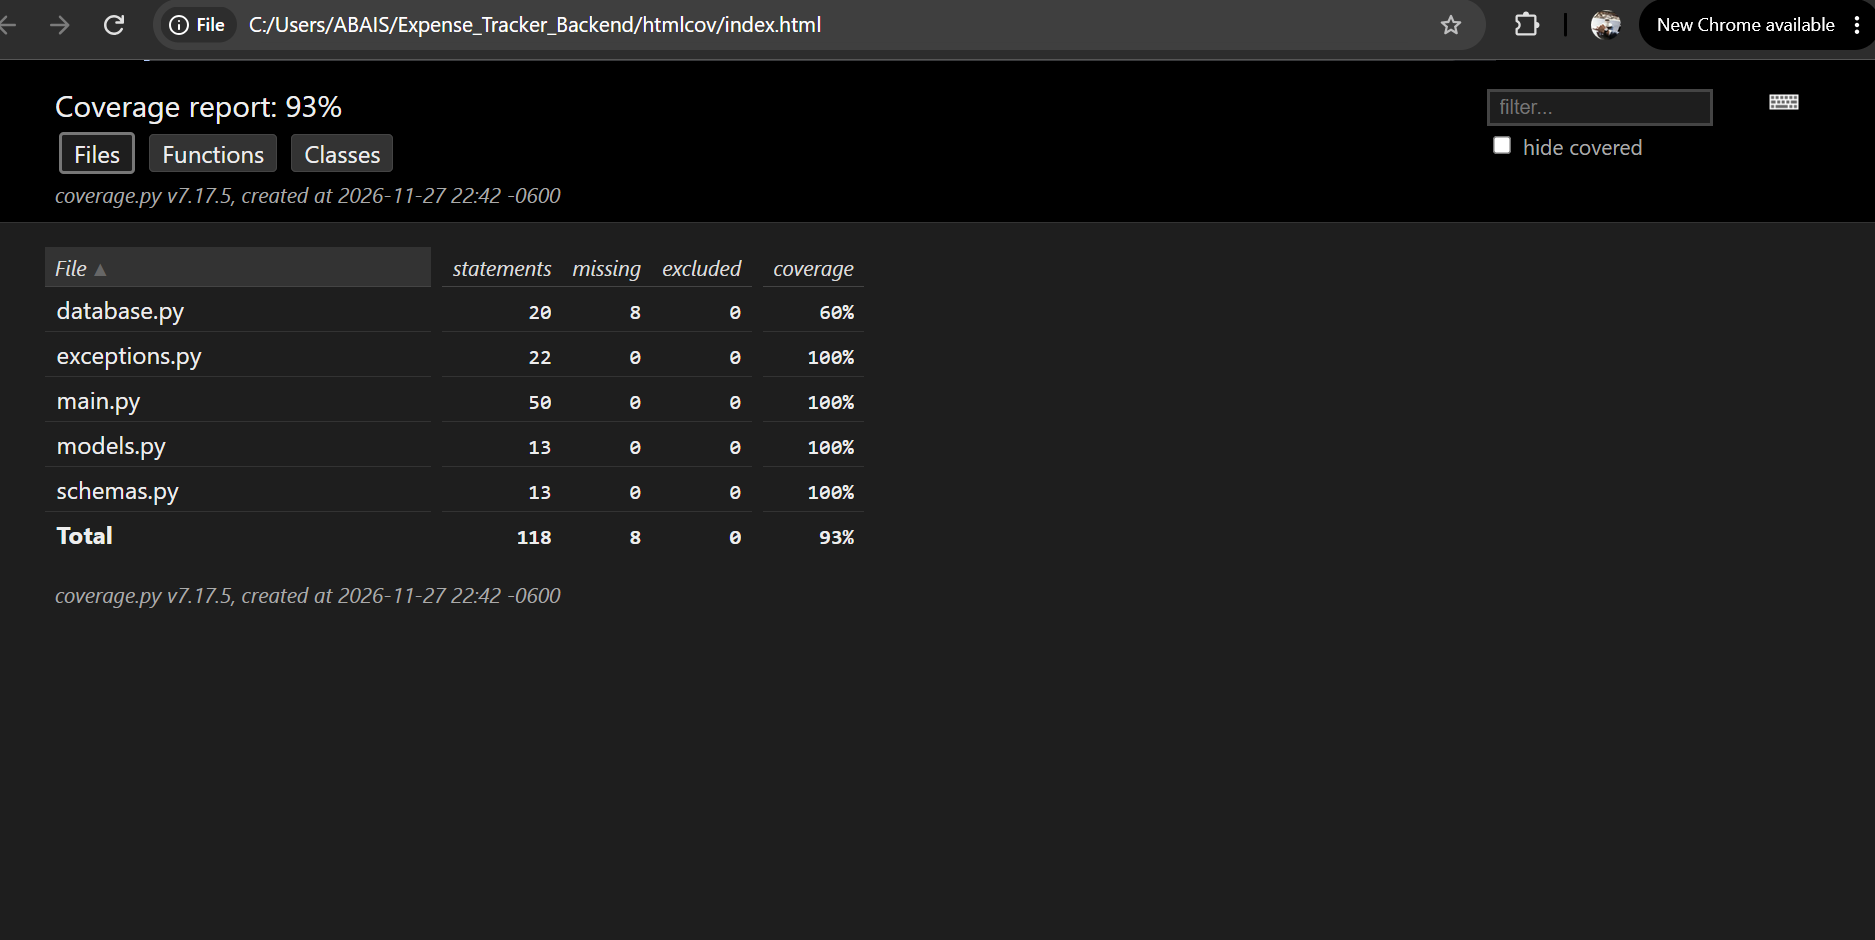 File C:/Users/ABAIS/Expense_Tracker_Backend/htmlcov/index.html New Chrome available
Coverage report: 93%
filter...
Files Functions Classes
hide covered
coverage.py v7.17.5, created at 2026-11-27 22:42 -0600
File ▲ statements missing excluded coverage
database.py 20 8 0 60%
exceptions.py 22 0 0 100%
main.py 50 0 0 100%
models.py 13 0 0 100%
schemas.py 13 0 0 100%
Total 118 8 0 93%
coverage.py v7.17.5, created at 2026-11-27 22:42 -0600